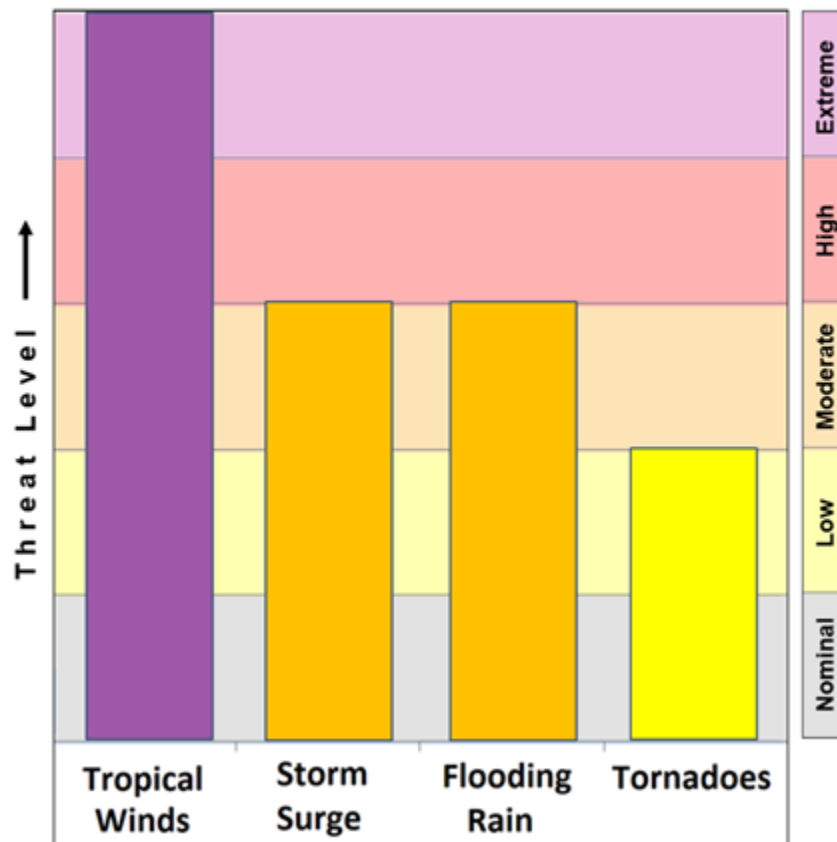 Threat Level
Extreme
High
Moderate
Low
Nominal
Tropical
Winds
Storm
Surge
Flooding
Rain
Tornadoes